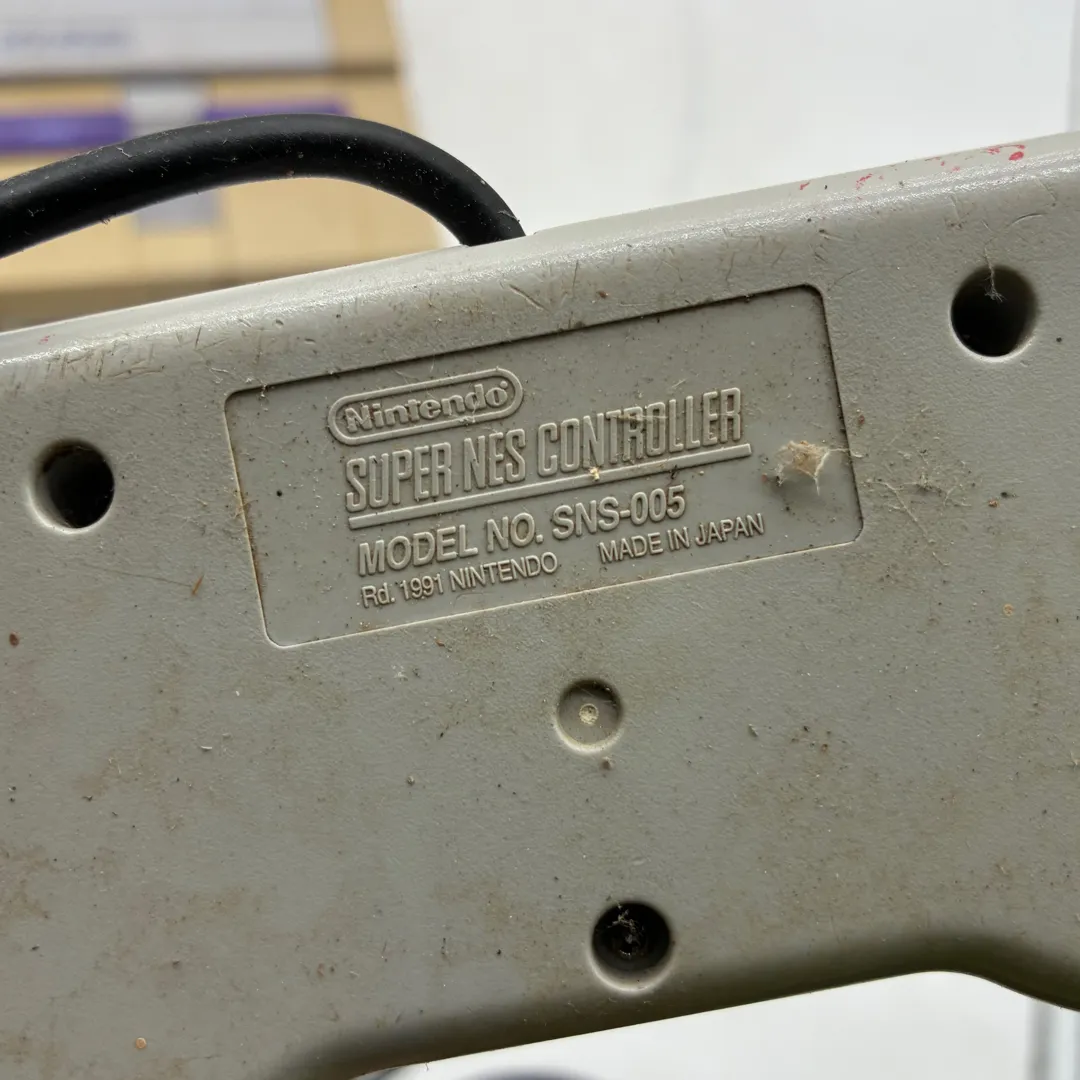 Nintendo®
SUPER NES CONTROLLER
MODEL NO. SNS-005
Rd. 1991 NINTENDO MADE IN JAPAN